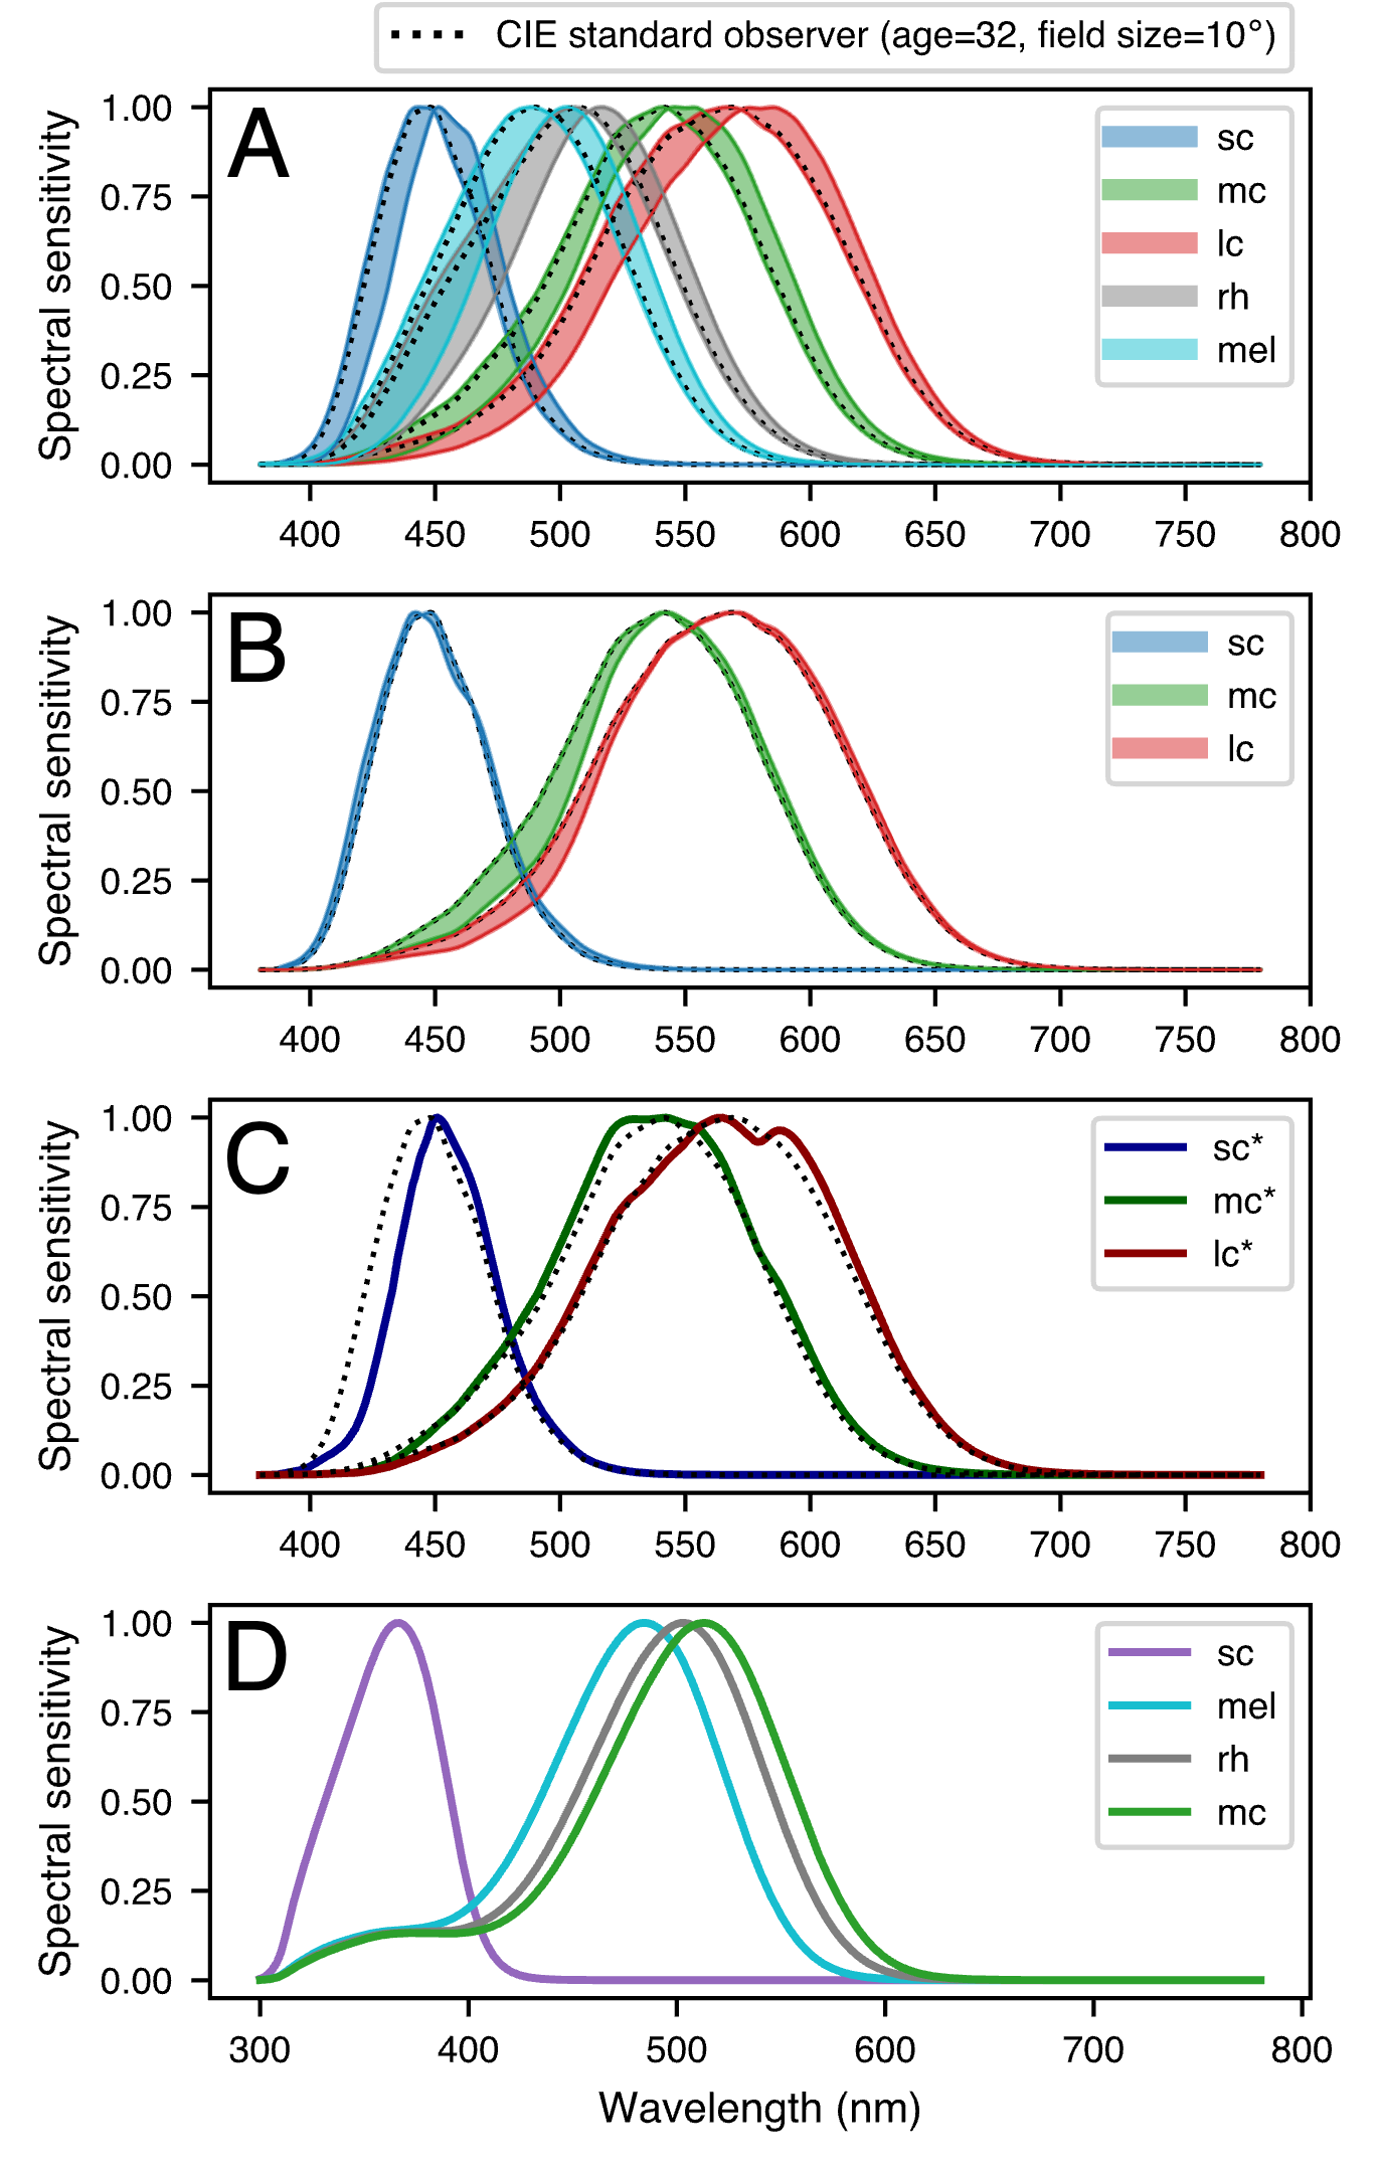 CIE standard observer (age=32, field size=10°)
A
Spectral sensitivity
1.00
0.75
0.50
0.25
0.00
sc
mc
lc
rh
mel
400 450 500 550 600 650 700 750 800
B
Spectral sensitivity
1.00
0.75
0.50
0.25
0.00
sc
mc
lc
400 450 500 550 600 650 700 750 800
C
Spectral sensitivity
1.00
0.75
0.50
0.25
0.00
sc*
mc*
lc*
400 450 500 550 600 650 700 750 800
D
Spectral sensitivity
1.00
0.75
0.50
0.25
0.00
sc
mel
rh
mc
300 400 500 600 700 800
Wavelength (nm)